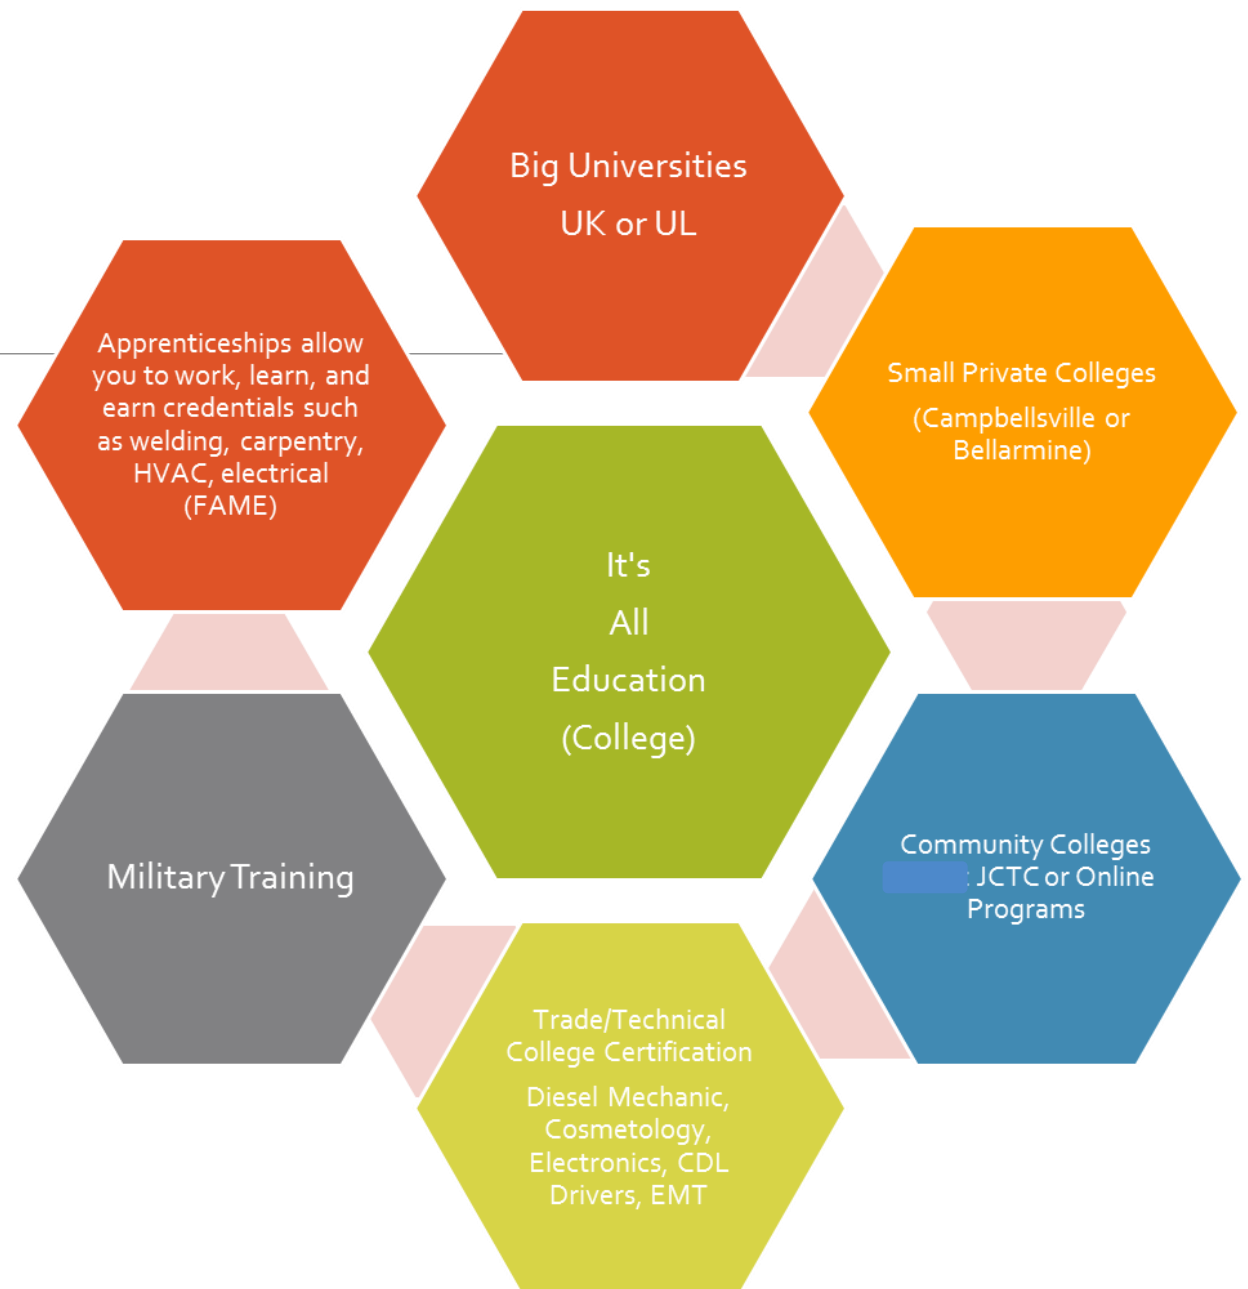 Big Universities
UK or UL
Small Private Colleges
(Campbellsville or
Bellarmine)
Apprenticeships allow
you to work, learn, and
earn credentials such
as welding, carpentry,
HVAC, electrical
(FAME)
It's
All
Education
(College)
Community Colleges
: JCTC or Online
Programs
Military Training
Trade/Technical
College Certification
Diesel Mechanic,
Cosmetology,
Electronics, CDL
Drivers, EMT